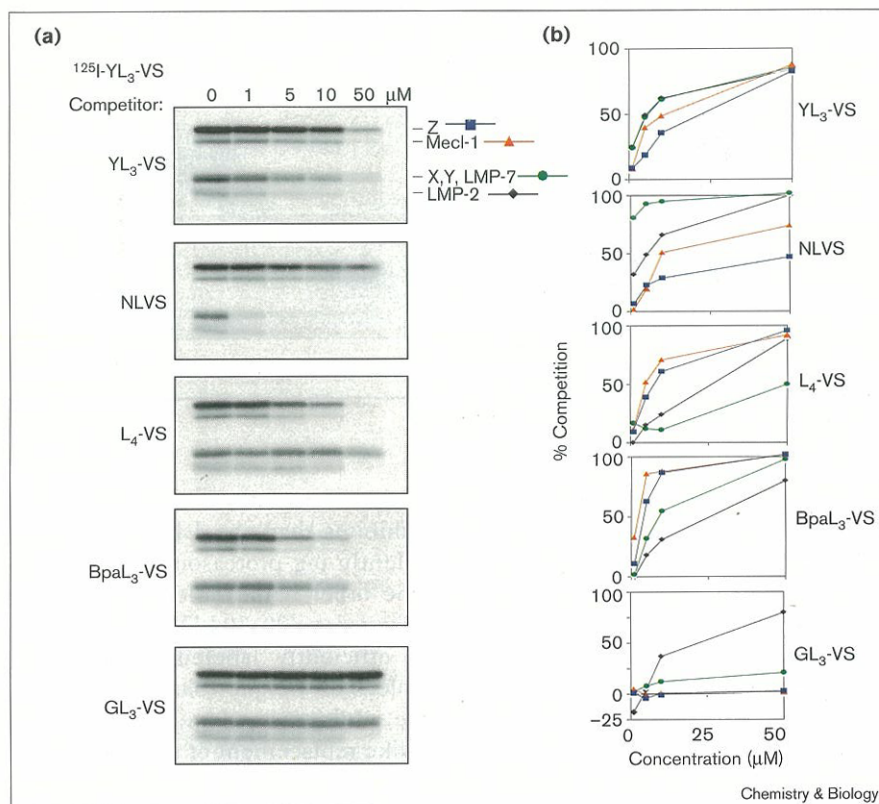 (a)
¹²⁵I-YL₃-VS
Competitor: 0 1 5 10 50 μM
YL₃-VS
Z
Mecl-1
X,Y, LMP-7
LMP-2
NLVS
L₄-VS
BpaL₃-VS
GL₃-VS
(b)
100
50
0
YL₃-VS
100
50
0
NLVS
100
50
0
L₄-VS
100
50
0
BpaL₃-VS
100
50
0
−25
GL₃-VS
% Competition
0 25 50
Concentration (μM)
Chemistry & Biology